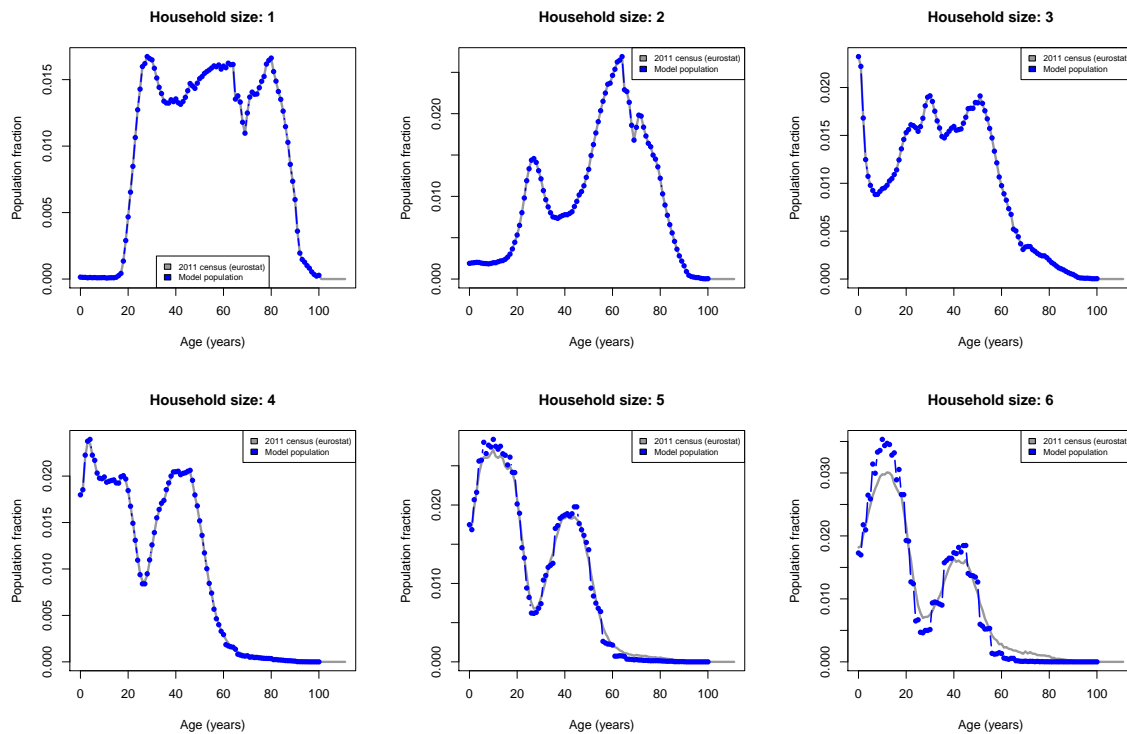 Household size: 1
Population fraction
0.015
0.010
0.005
0.000
2011 census (eurostat)
Model population
0 20 40 60 80 100
Age (years)
Household size: 2
Population fraction
0.020
0.010
0.000
2011 census (eurostat)
Model population
0 20 40 60 80 100
Age (years)
Household size: 3
Population fraction
0.020
0.015
0.010
0.005
0.000
2011 census (eurostat)
Model population
0 20 40 60 80 100
Age (years)
Household size: 4
Population fraction
0.020
0.010
0.000
2011 census (eurostat)
Model population
0 20 40 60 80 100
Age (years)
Household size: 5
Population fraction
0.020
0.010
0.000
2011 census (eurostat)
Model population
0 20 40 60 80 100
Age (years)
Household size: 6
Population fraction
0.030
0.020
0.010
0.000
2011 census (eurostat)
Model population
0 20 40 60 80 100
Age (years)